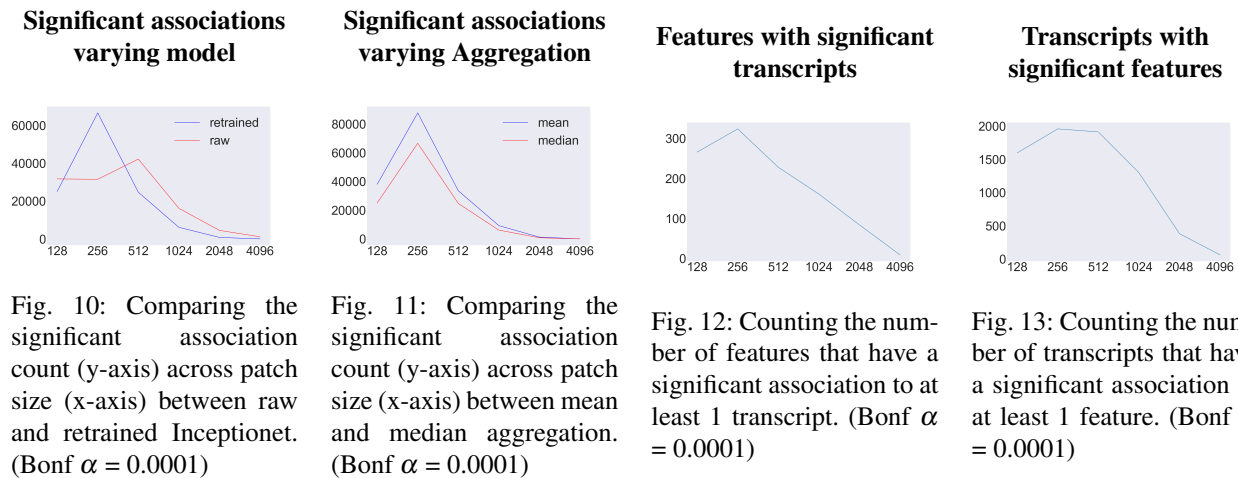 Significant associations
varying model
60000
40000
20000
0
128 256 512 1024 2048 4096
retrained
raw
Fig. 10: Comparing the
significant association
count (y-axis) across patch
size (x-axis) between raw
and retrained Inceptionet.
(Bonf α = 0.0001)
Significant associations
varying Aggregation
80000
60000
40000
20000
0
128 256 512 1024 2048 4096
mean
median
Fig. 11: Comparing the
significant association
count (y-axis) across patch
size (x-axis) between mean
and median aggregation.
(Bonf α = 0.0001)
Features with significant
transcripts
300
200
100
0
128 256 512 1024 2048 4096
Fig. 12: Counting the num-
ber of features that have a
significant association to at
least 1 transcript. (Bonf α
= 0.0001)
Transcripts with
significant features
2000
1500
1000
500
0
128 256 512 1024 2048 4096
Fig. 13: Counting the num
ber of transcripts that hav
a significant association
at least 1 feature. (Bonf
= 0.0001)